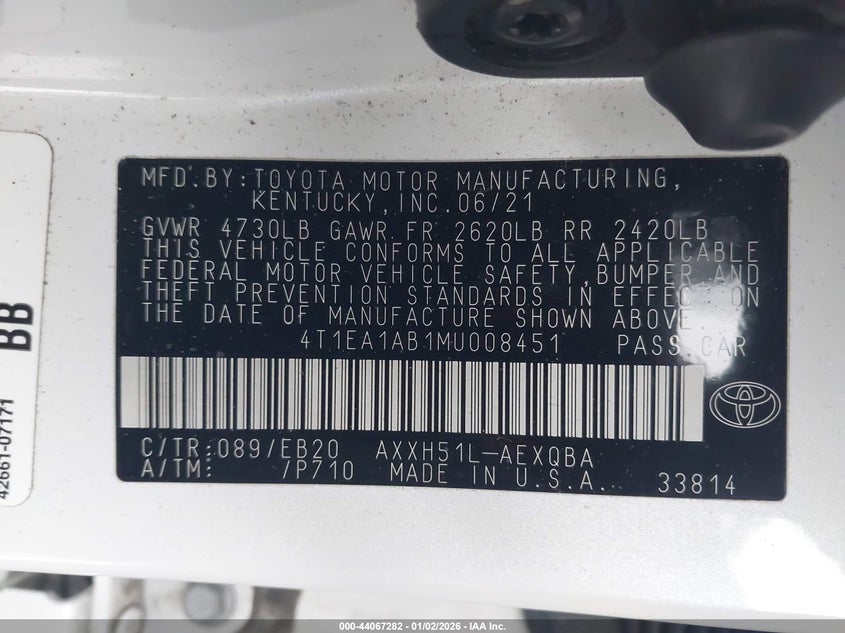 MFD.BY:TOYOTA MOTOR MANUFACTURING,
KENTUCKY,INC.06/21
GVWR 4730LB GAWR FR 2620LB RR 2420LB
THIS VEHICLE CONFORMS TO ALL APPLICABLE
FEDERAL MOTOR VEHICLE SAFETY,BUMPER AND
THEFT PREVENTION STANDARDS IN EFFECT ON
THE DATE OF MANUFACTURE SHOWN ABOVE.
4T1EA1AB1MU008451 PASS CAR
C/TR:089/EB20 AXXH51L-AEXQBA
A/TM: /P710 MADE IN U.S.A. 33814
BB
42661-07171
000-44067282 - 01/02/2026 - IAA Inc.